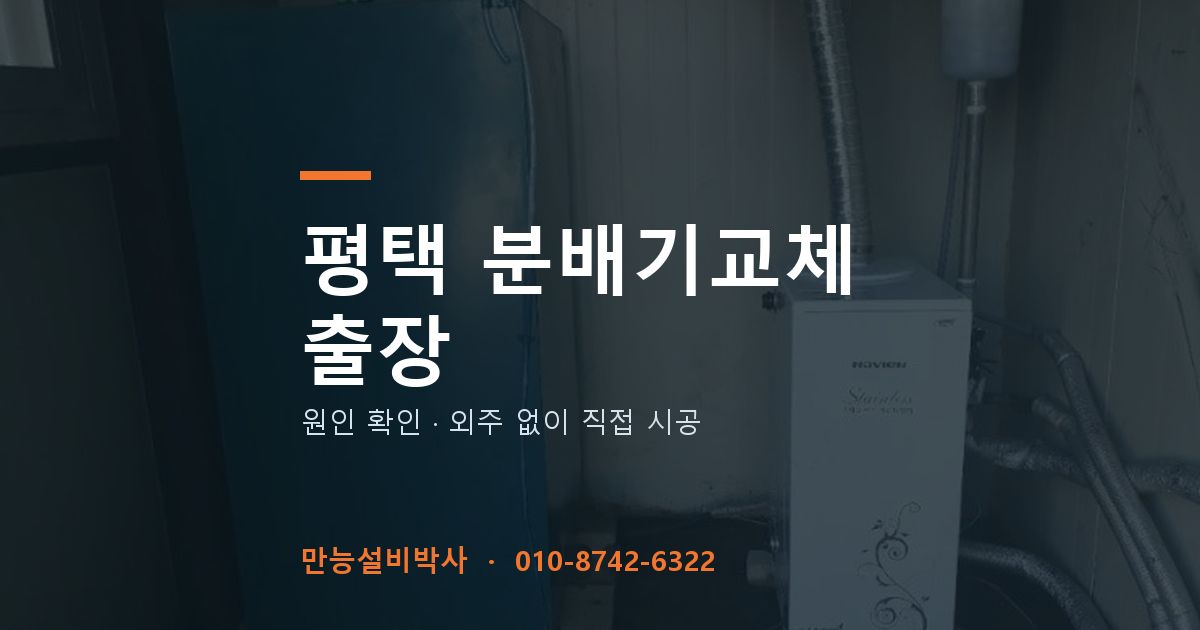 평택 분배기교체
출장
원인 확인 · 외주 없이 직접 시공
NAVIEN
Stainless
만능설비박사 · 010-8742-6322